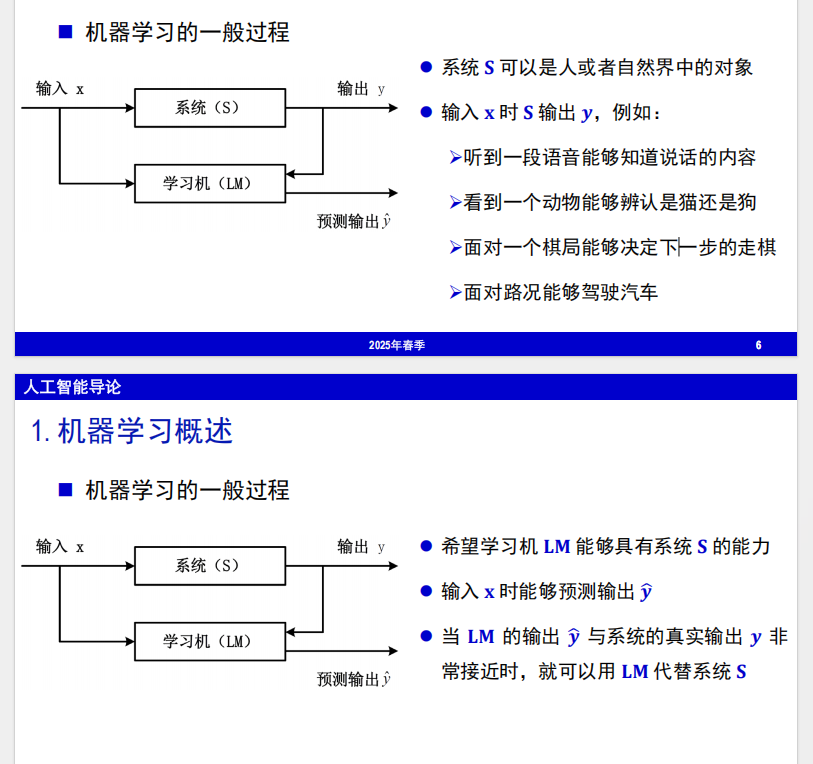 ■ 机器学习的一般过程
输入 x
输出 y
系统（S）
学习机（LM）
预测输出ŷ
● 系统 S 可以是人或者自然界中的对象
● 输入 x 时 S 输出 y，例如：
➢听到一段语音能够知道说话的内容
➢看到一个动物能够辨认是猫还是狗
➢面对一个棋局能够决定下一步的走棋
➢面对路况能够驾驶汽车
2025年春季
6
人工智能导论
1.机器学习概述
■ 机器学习的一般过程
输入 x
输出 y
系统（S）
学习机（LM）
预测输出ŷ
● 希望学习机 LM 能够具有系统 S 的能力
● 输入 x 时能够预测输出 ŷ
● 当 LM 的输出 ŷ 与系统的真实输出 y 非
常接近时，就可以用 LM 代替系统 S